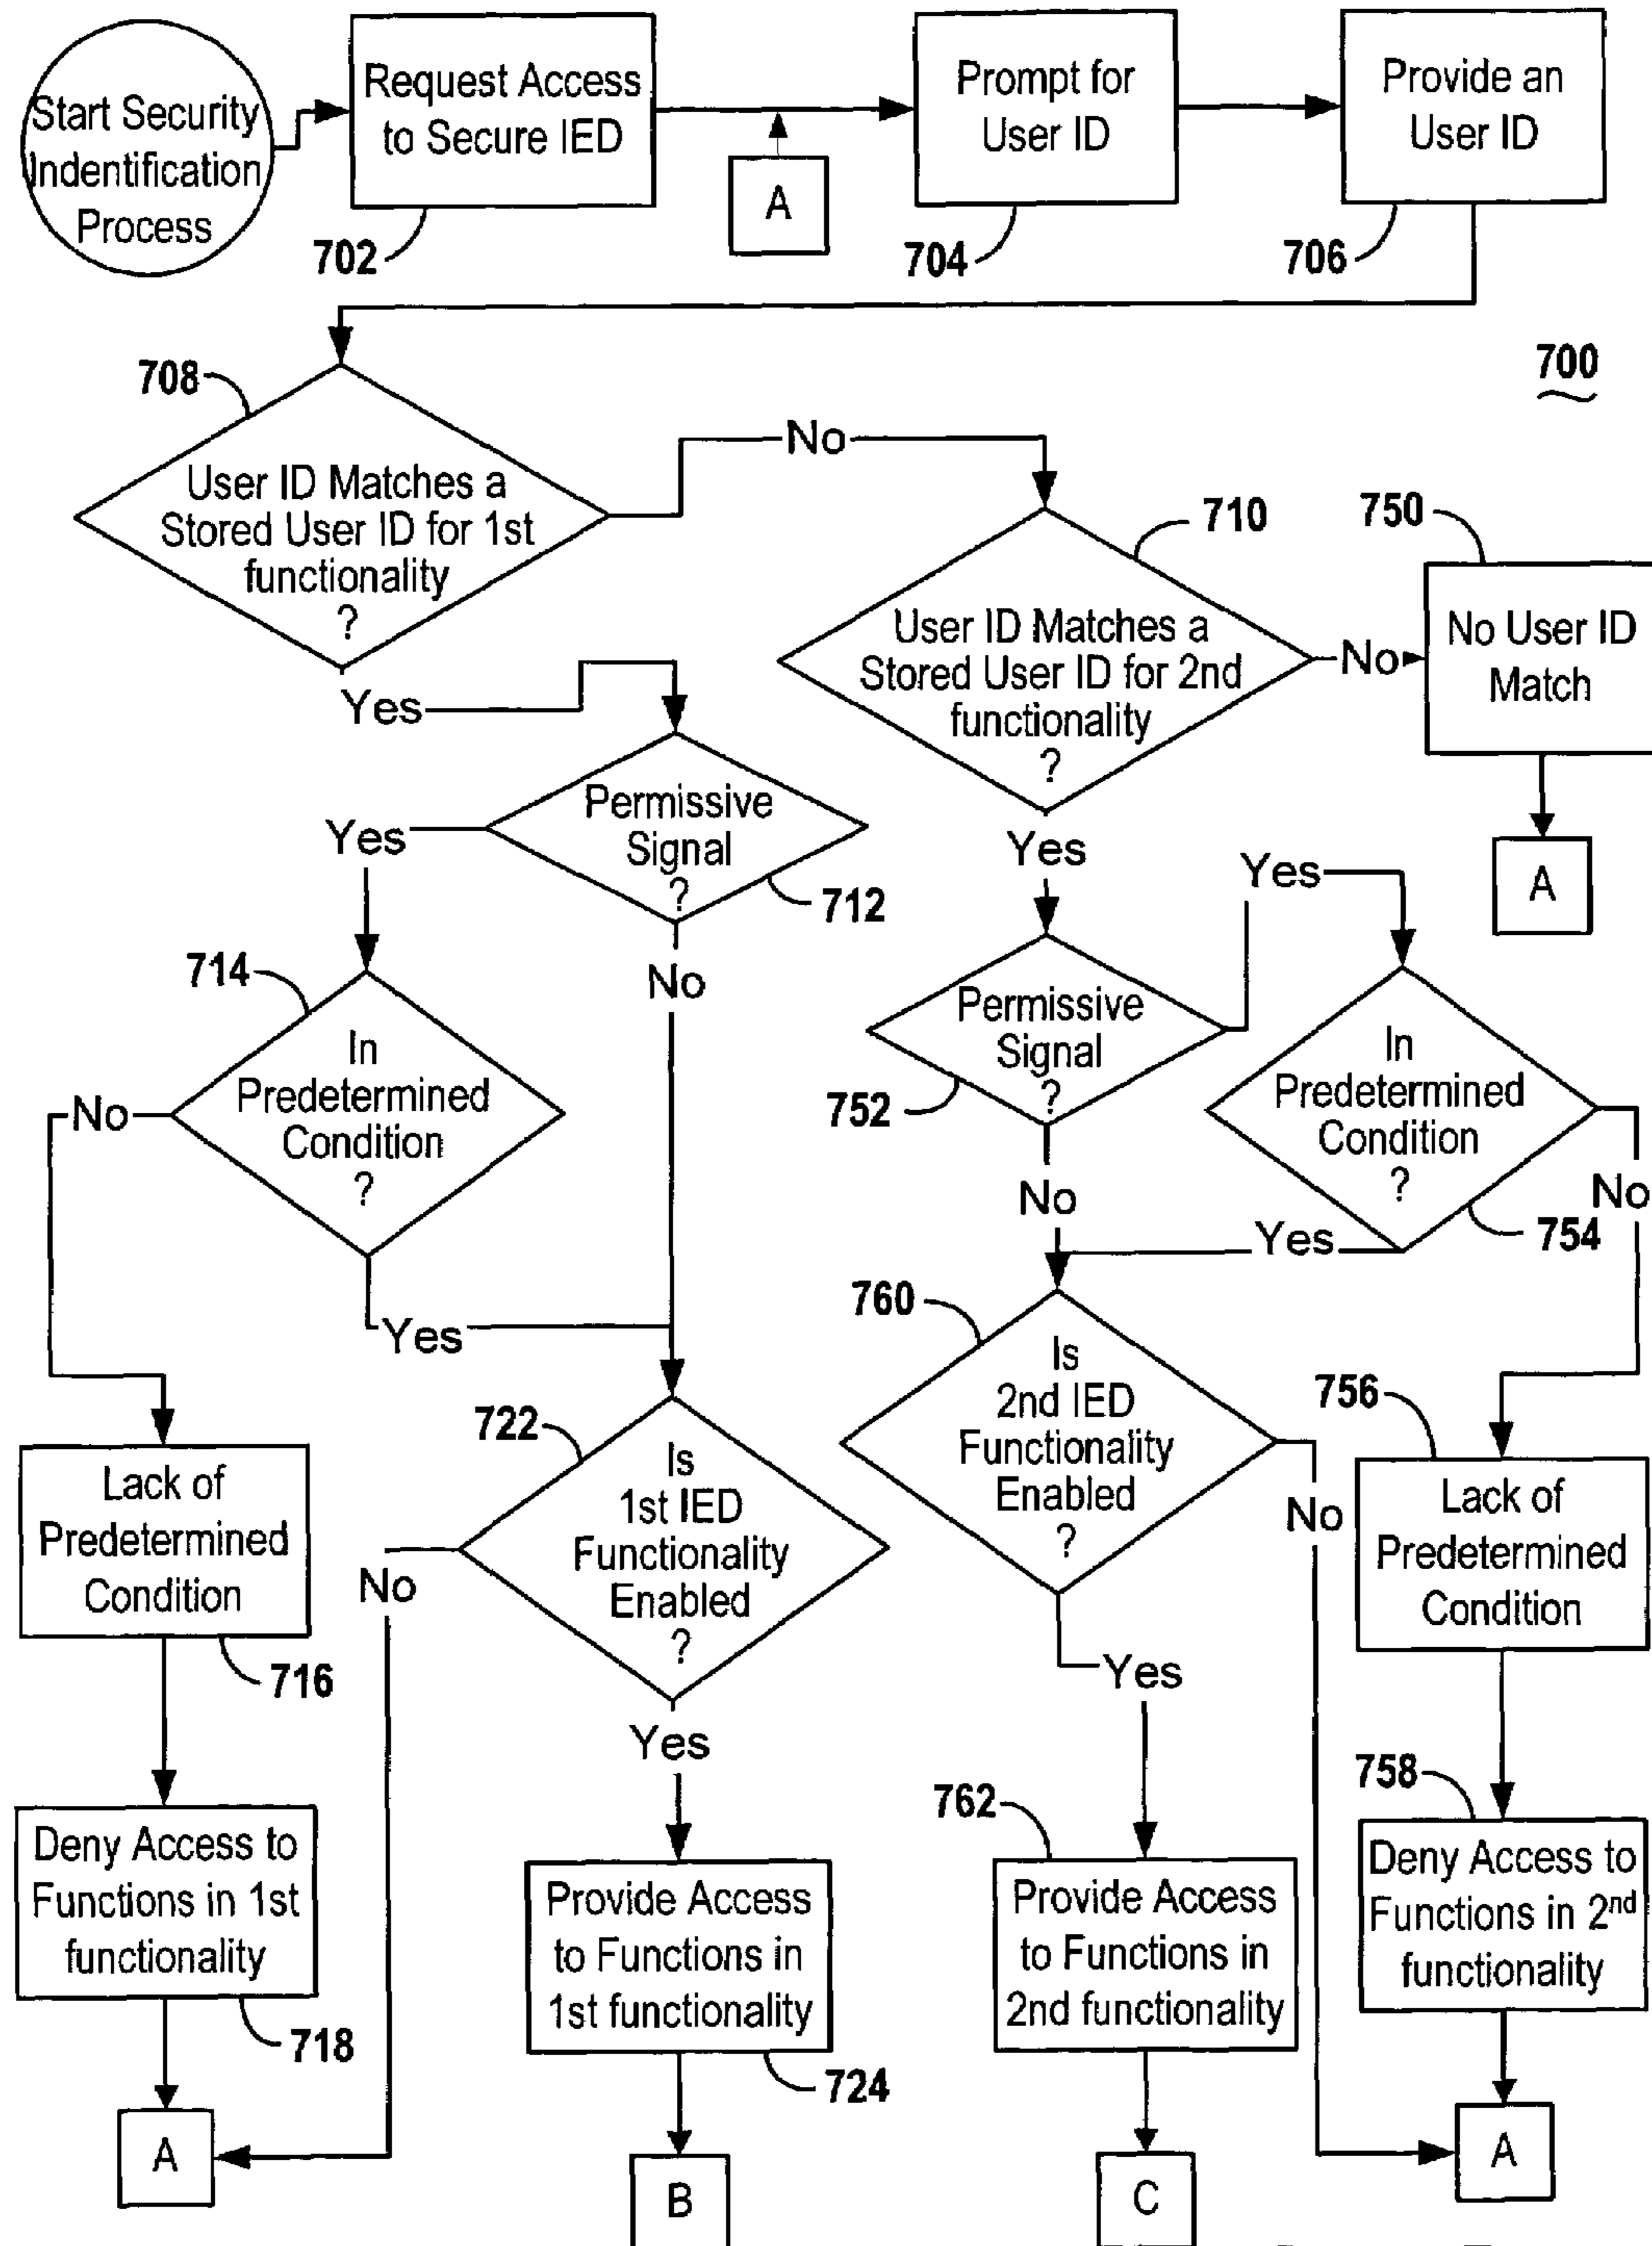 Start Security
Indentification
Process
Request Access
to Secure IED
702
A
Prompt for
User ID
704
Provide an
User ID
706
700
708
User ID Matches a
Stored User ID for 1st
functionality
?
No
710
User ID Matches a
Stored User ID for 2nd
functionality
?
No
750
No User ID
Match
A
Yes
Permissive
Signal
?
712
Yes
No
714
In
Predetermined
Condition
?
No
Yes
Yes
Permissive
Signal
?
752
Yes
No
In
Predetermined
Condition
?
754
No
Yes
716
Lack of
Predetermined
Condition
722
Is
1st IED
Functionality
Enabled
?
No
Yes
760
Is
2nd IED
Functionality
Enabled
?
No
Yes
756
Lack of
Predetermined
Condition
Deny Access to
Functions in 1st
functionality
718
A
Provide Access
to Functions in
1st functionality
724
B
762
Provide Access
to Functions in
2nd functionality
C
758
Deny Access to
Functions in 2nd
functionality
A